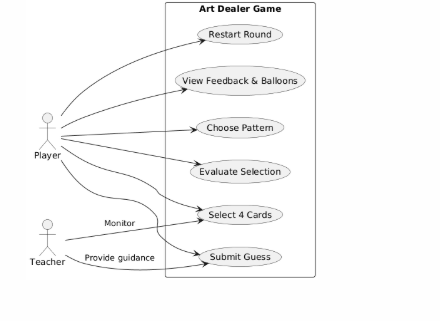 Art Dealer Game
Restart Round
View Feedback & Balloons
Choose Pattern
Player
Evaluate Selection
Select 4 Cards
Monitor
Teacher
Provide guidance
Submit Guess